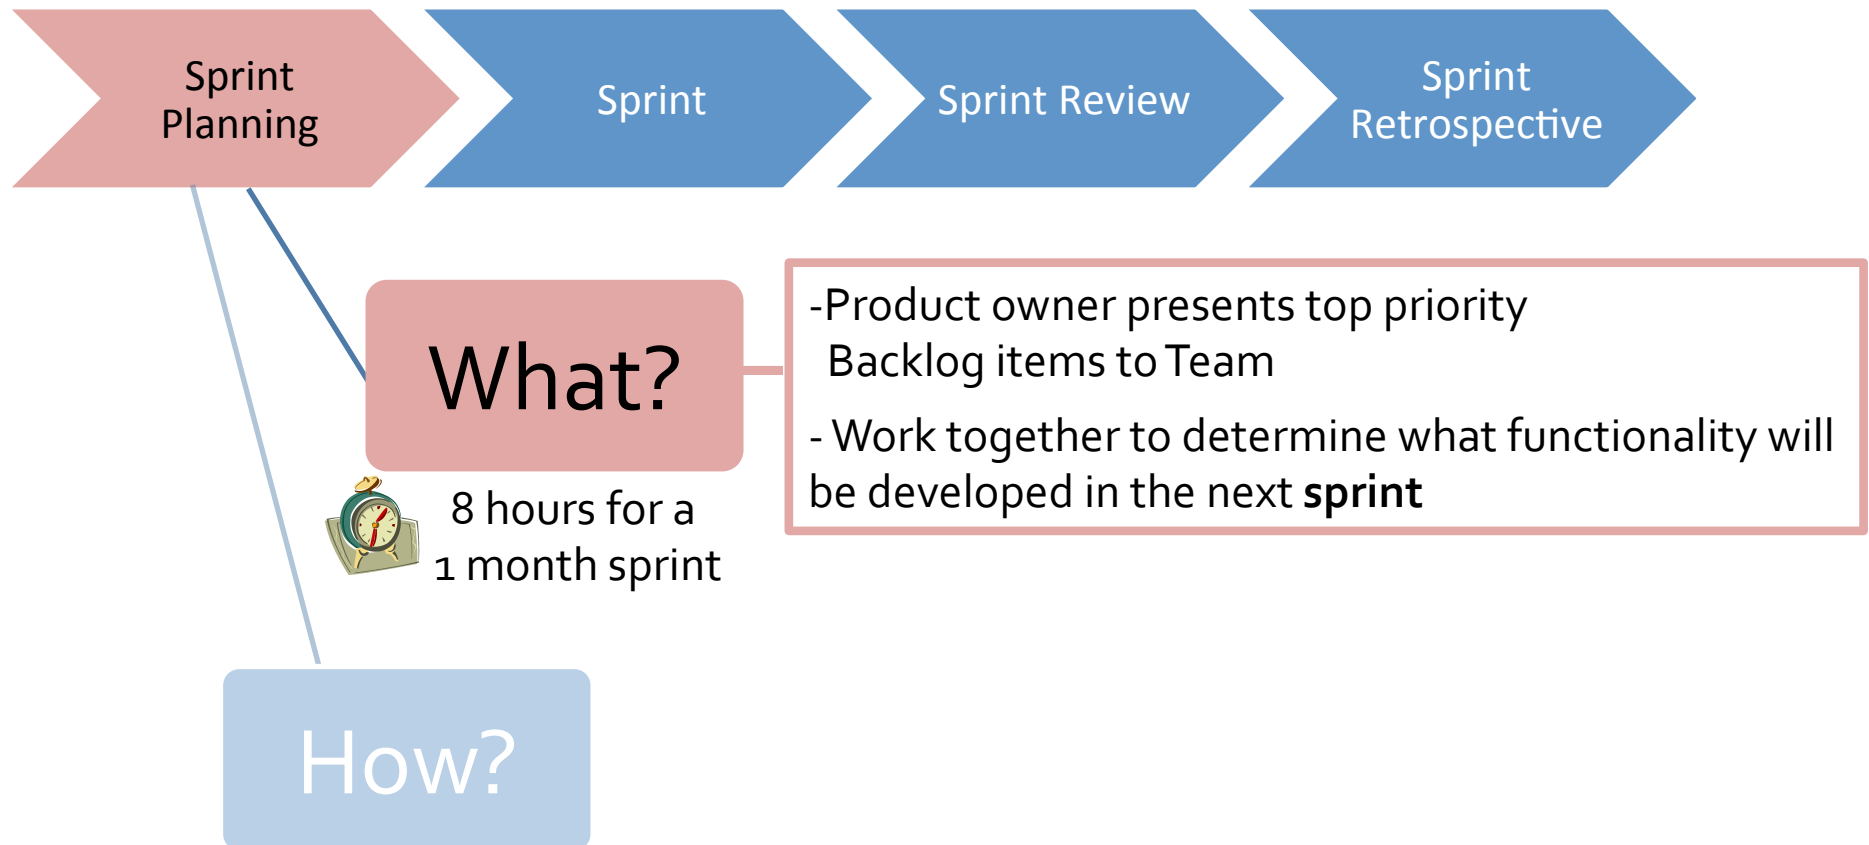 Sprint
Planning
Sprint
Sprint Review
Sprint
Retrospective
What?
-Product owner presents top priority
Backlog items to Team
- Work together to determine what functionality will
be developed in the next sprint
8 hours for a
1 month sprint
How?